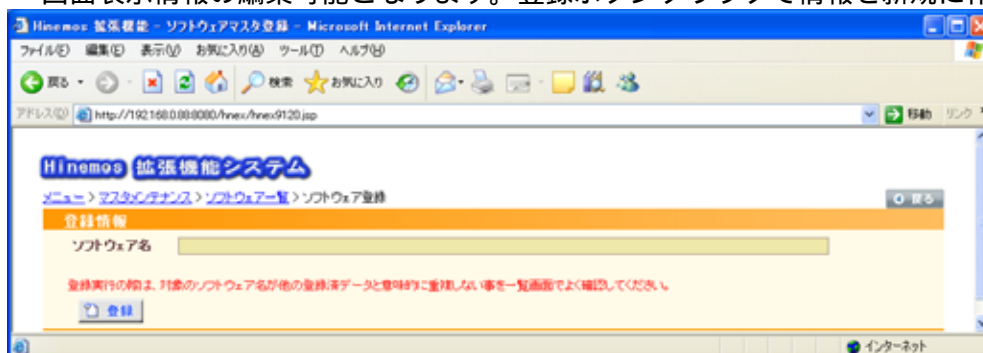 画面表示情報の編集可能となります。登録ボタンクリックで情報を新規に作
Hinemos 拡張機能 - ソフトウェアマスタ登録 - Microsoft Internet Explorer
ファイル(F) 編集(E) 表示(V) お気に入り(A) ツール(T) ヘルプ(H)
戻る 検索 お気に入り
アドレス(D) http://192.168.0.88:8080/hnex/hnex9120.jsp 移動 リンク
Hinemos 拡張機能システム
メニュー > マスタメンテナンス > ソフトウェア一覧 > ソフトウェア登録 戻る
登録情報
ソフトウェア名
登録実行の際は、対象のソフトウェア名が他の登録済データと意味的に重複しない事を一覧画面でよく確認してください。
登録
インターネット